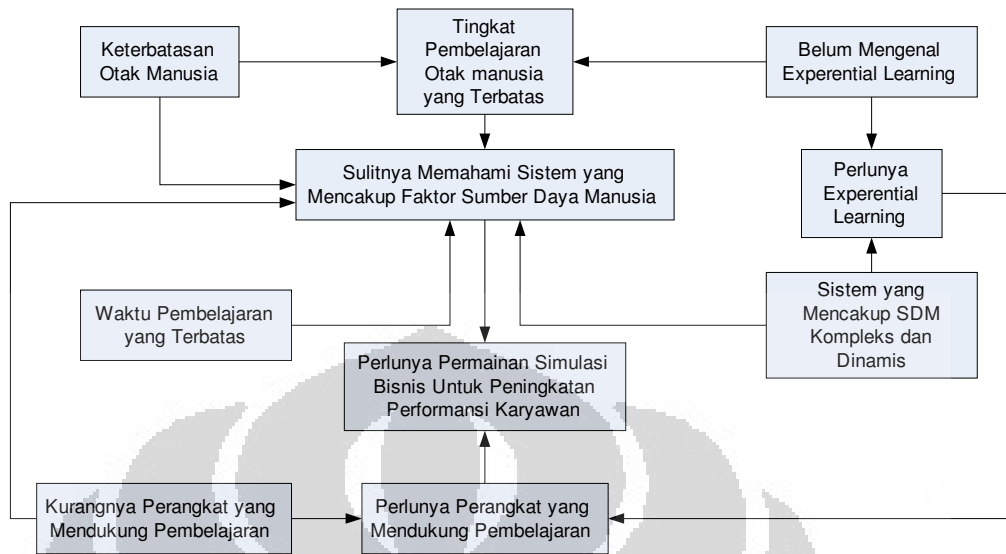 Keterbatasan
Otak Manusia
Tingkat
Pembelajaran
Otak manusia
yang Terbatas
Belum Mengenal
Experential Learning
Sulitnya Memahami Sistem yang
Mencakup Faktor Sumber Daya Manusia
Perlunya
Experential
Learning
Waktu Pembelajaran
yang Terbatas
Sistem yang
Mencakup SDM
Kompleks dan
Dinamis
Perlunya Permainan Simulasi
Bisnis Untuk Peningkatan
Performansi Karyawan
Kurangnya Perangkat yang
Mendukung Pembelajaran
Perlunya Perangkat yang
Mendukung Pembelajaran